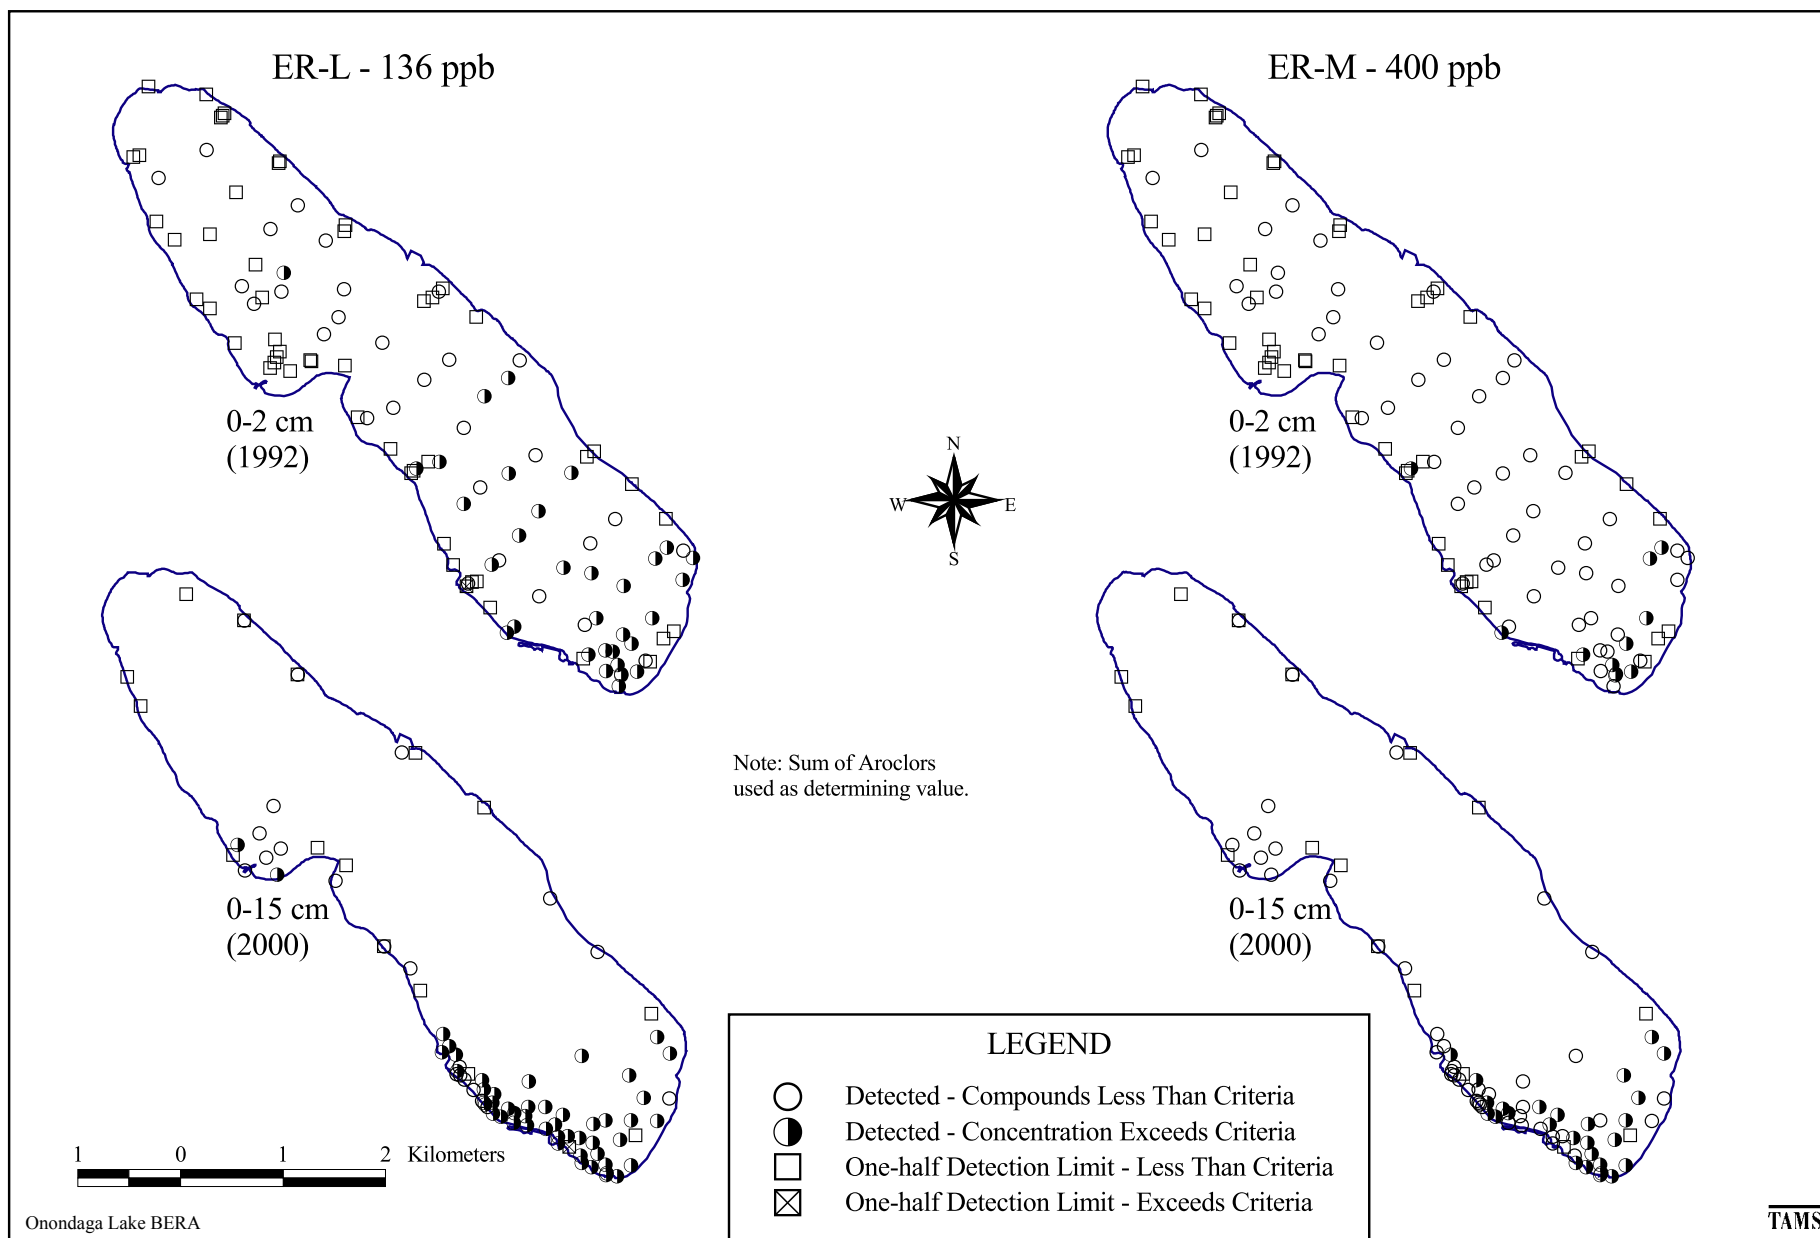 ER-L - 136 ppb
ER-M - 400 ppb
0-2 cm
(1992)
0-2 cm
(1992)
N
W
E
S
Note: Sum of Aroclors
used as determining value.
0-15 cm
(2000)
0-15 cm
(2000)
LEGEND
Detected - Compounds Less Than Criteria
Detected - Concentration Exceeds Criteria
One-half Detection Limit - Less Than Criteria
One-half Detection Limit - Exceeds Criteria
1 0 1 2 Kilometers
Onondaga Lake BERA
TAMS